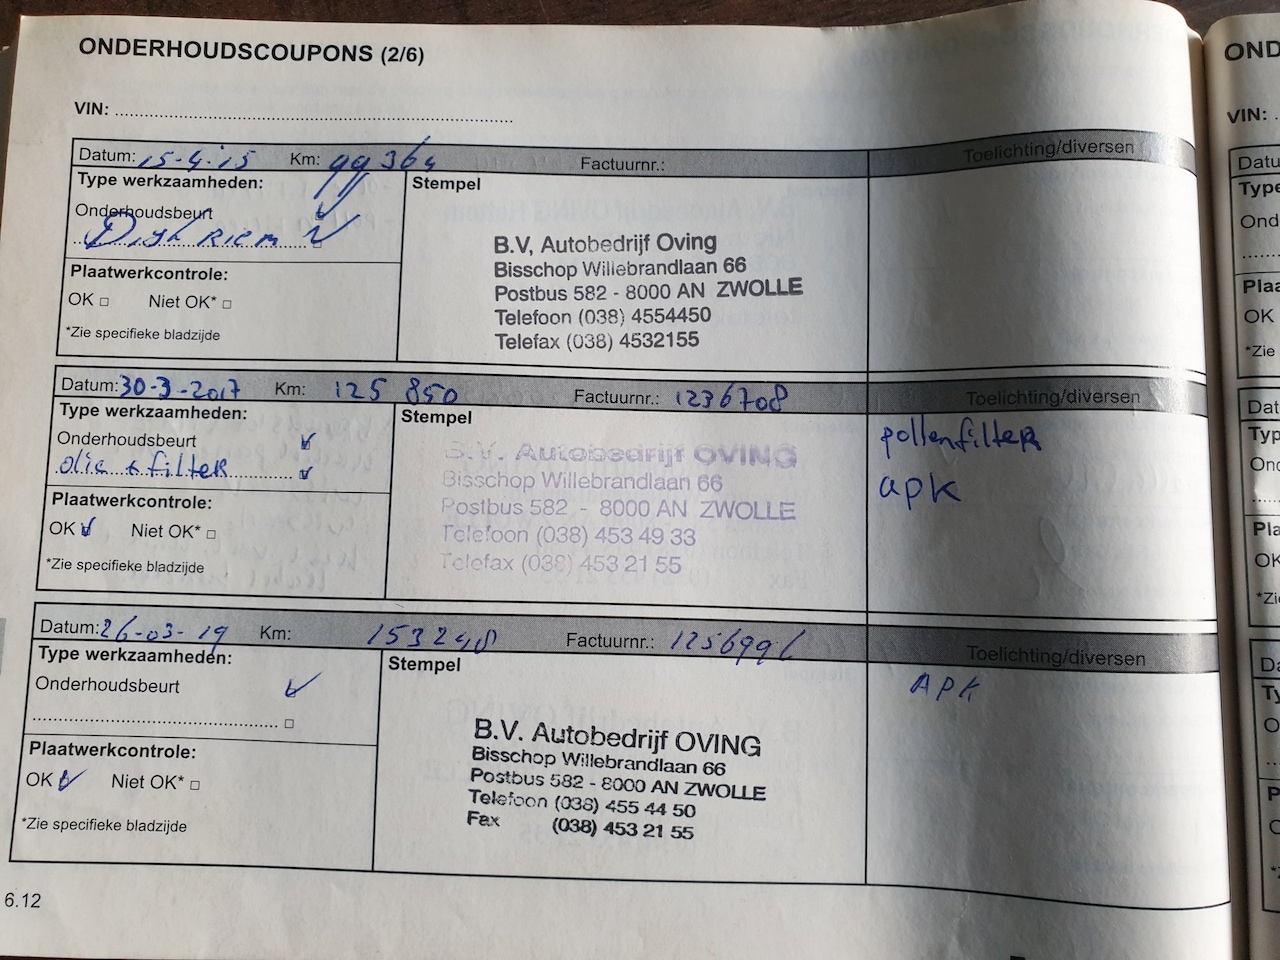 ONDERHOUDSCOUPONS (2/6)
VIN:
Datum: 15-4-15 Km: 99364 Factuurnr.: Toelichting/diversen
Type werkzaamheden: Stempel
Onderhoudsbeurt
Distr Riem
Plaatwerkcontrole:
OK Niet OK*
*Zie specifieke bladzijde
B.V, Autobedrijf Oving
Bisschop Willebrandlaan 66
Postbus 582 - 8000 AN ZWOLLE
Telefoon (038) 4554450
Telefax (038) 4532155
Datum: 30-3-2017 Km: 125 850 Factuurnr.: 1236708 Toelichting/diversen
Type werkzaamheden: Stempel
Onderhoudsbeurt
olie + filter
Plaatwerkcontrole:
OK Niet OK*
*Zie specifieke bladzijde
B.V. Autobedrijf OVING
Bisschop Willebrandlaan 66
Postbus 582 - 8000 AN ZWOLLE
Telefoon (038) 453 49 33
Telefax (038) 453 21 55
pollenfilter
apk
Datum: 26-03-19 Km: 153248 Factuurnr.: 1256996 Toelichting/diversen
Type werkzaamheden: Stempel
Onderhoudsbeurt
Plaatwerkcontrole:
OK Niet OK*
*Zie specifieke bladzijde
B.V. Autobedrijf OVING
Bisschop Willebrandlaan 66
Postbus 582 - 8000 AN ZWOLLE
Telefoon (038) 455 44 50
Fax (038) 453 21 55
APK
6.12
OND
VIN: